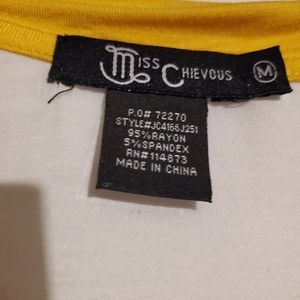 Miss Chievous M
P.O# 72270
STYLE#JC4166J251
95%RAYON
5%SPANDEX
RN#114873
MADE IN CHINA